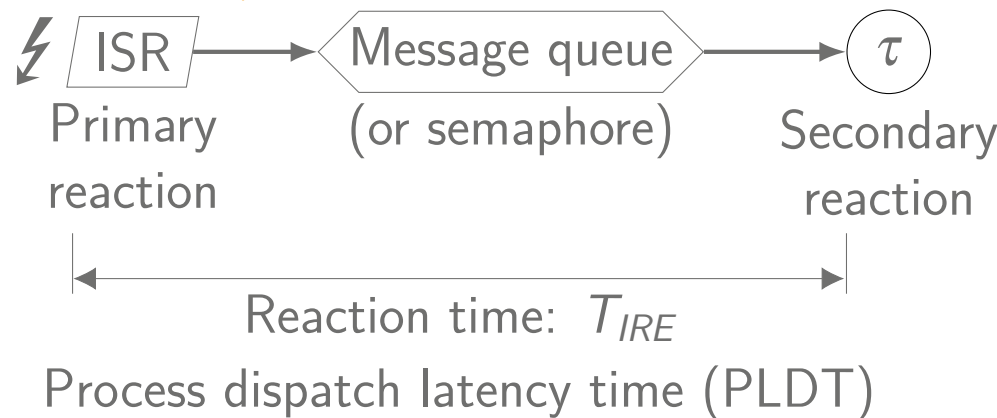 ISR
Message queue
τ
Primary
reaction
(or semaphore)
Secondary
reaction
Reaction time: T_IRE
Process dispatch latency time (PLDT)